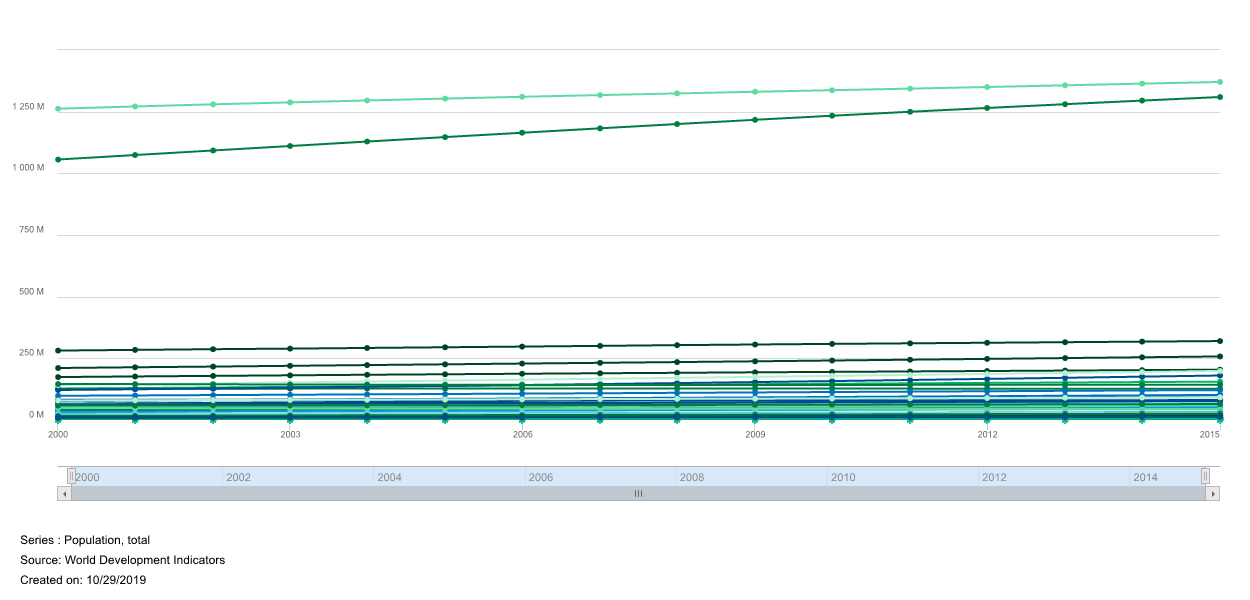 1 250 M
1 000 M
750 M
500 M
250 M
0 M
2000 2003 2006 2009 2012 2015
2000 2002 2004 2006 2008 2010 2012 2014
Series : Population, total
Source: World Development Indicators
Created on: 10/29/2019